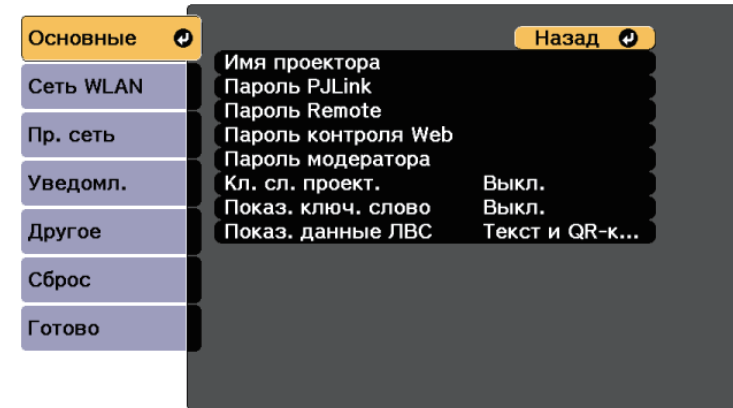 Основные
Сеть WLAN
Пр. сеть
Уведомл.
Другое
Сброс
Готово
Назад
Имя проектора
Пароль PJLink
Пароль Remote
Пароль контроля Web
Пароль модератора
Кл. сл. проект. Выкл.
Показ. ключ. слово Выкл.
Показ. данные ЛВС Текст и QR-к...